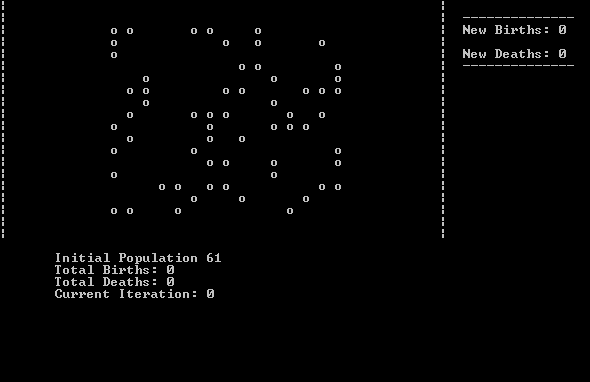 New Births: 0
New Deaths: 0
Initial Population 61
Total Births: 0
Total Deaths: 0
Current Iteration: 0